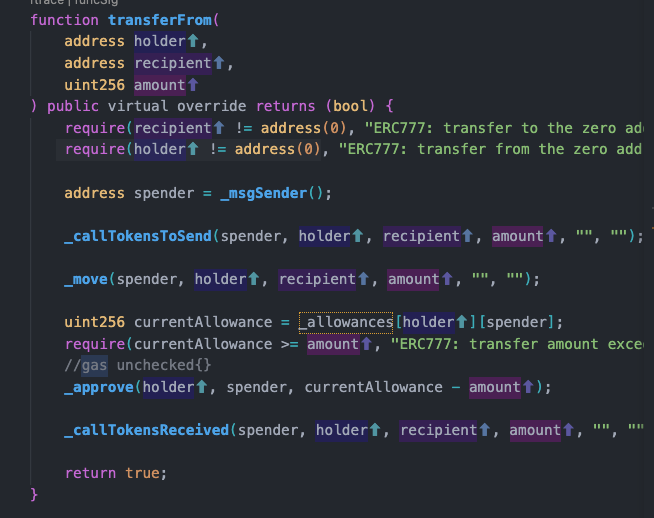 ftrace | funcSig
function transferFrom(
address holder↑,
address recipient↑,
uint256 amount↑
) public virtual override returns (bool) {
require(recipient↑ != address(0), "ERC777: transfer to the zero ad
require(holder↑ != address(0), "ERC777: transfer from the zero add
address spender = _msgSender();
_callTokensToSend(spender, holder↑, recipient↑, amount↑, "", "");
_move(spender, holder↑, recipient↑, amount↑, "", "");
uint256 currentAllowance = _allowances[holder↑][spender];
require(currentAllowance >= amount↑, "ERC777: transfer amount exce
//gas unchecked{}
_approve(holder↑, spender, currentAllowance - amount↑);
_callTokensReceived(spender, holder↑, recipient↑, amount↑, "", ""
return true;
}